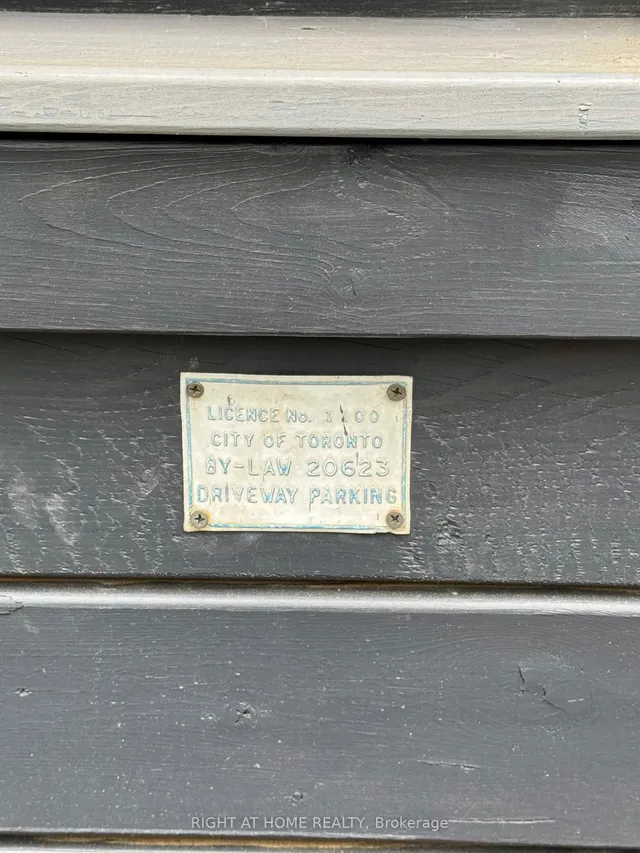 LICENCE No.
CITY OF TORONTO
BY-LAW 20623
DRIVEWAY PARKING
RIGHT AT HOME REALTY, Brokerage